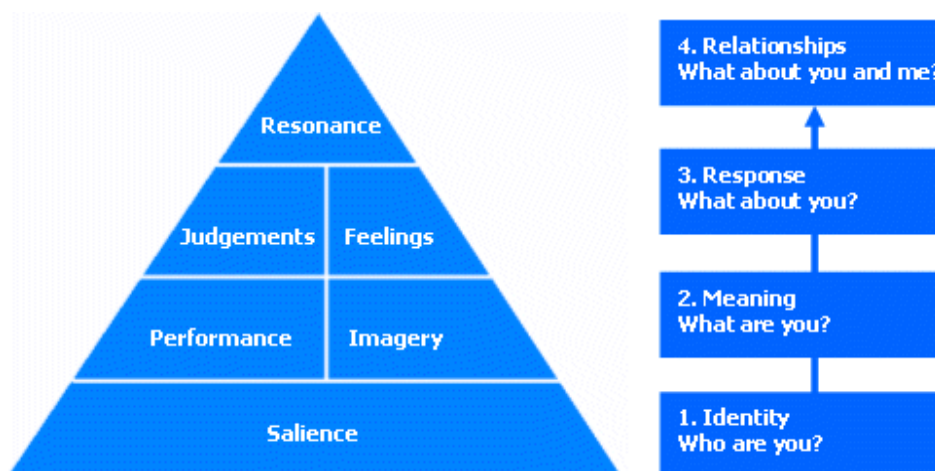 Resonance
Judgements
Feelings
Performance
Imagery
Salience
4. Relationships
What about you and me?
3. Response
What about you?
2. Meaning
What are you?
1. Identity
Who are you?